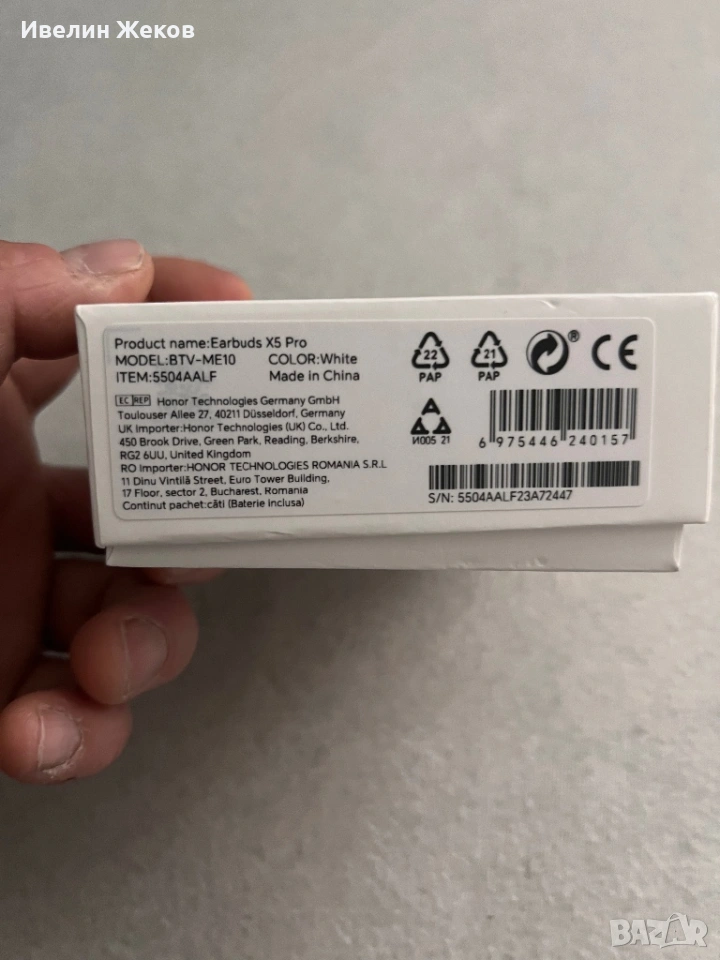 Ивелин Жеков
Product name:Earbuds X5 Pro
MODEL:BTV-ME10 COLOR:White
ITEM:5504AALF Made in China
EC REP Honor Technologies Germany GmbH
Toulouser Allee 27, 40211 Düsseldorf, Germany
UK Importer:Honor Technologies (UK) Co., Ltd.
450 Brook Drive, Green Park, Reading, Berkshire,
RG2 6UU, United Kingdom
RO Importer:HONOR TECHNOLOGIES ROMANIA S.R.L
11 Dinu Vintilă Street, Euro Tower Building,
17 Floor, sector 2, Bucharest, Romania
Continut pachet:căti (Baterie inclusa)
22
PAP
21
PAP
®
CE
И005 21
6 975446 240157
S/N: 5504AALF23A72447
BAZAR